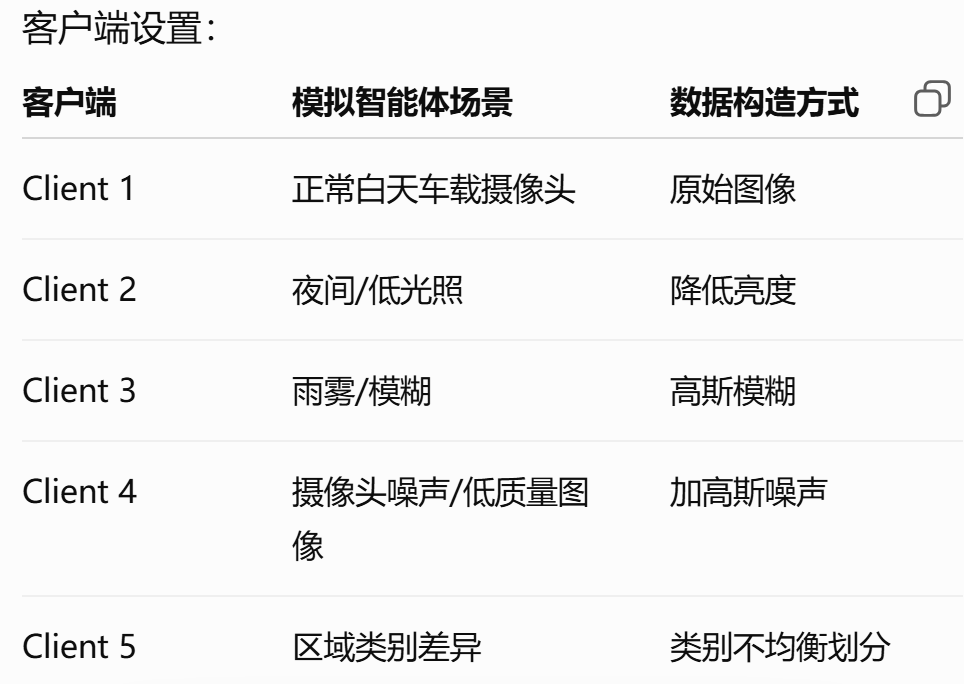 客户端设置：
客户端 模拟智能体场景 数据构造方式
Client 1 正常白天车载摄像头 原始图像
Client 2 夜间/低光照 降低亮度
Client 3 雨雾/模糊 高斯模糊
Client 4 摄像头噪声/低质量图 加高斯噪声
像
Client 5 区域类别差异 类别不均衡划分